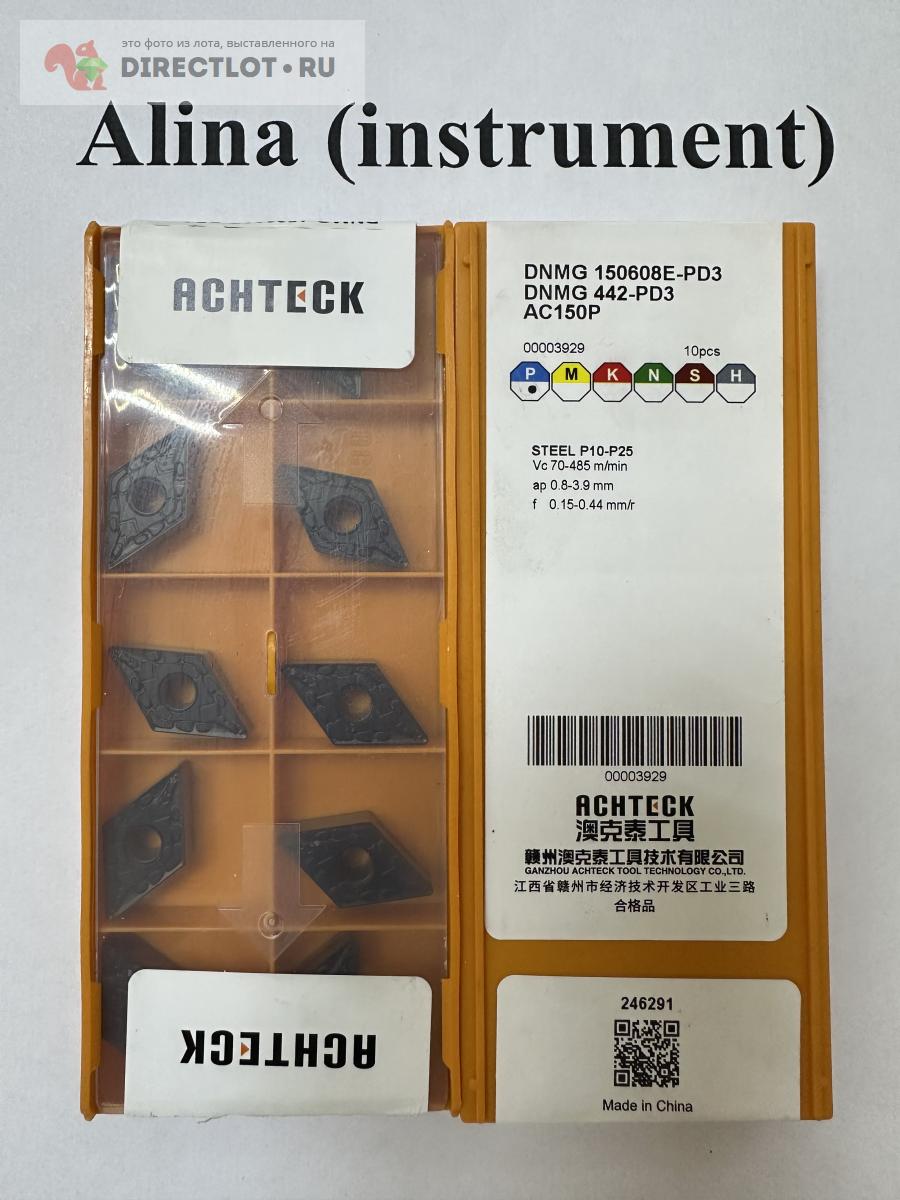 это фото из лота, выставленного на
DIRECTLOT•RU
Alina (instrument)
ACHTECK
DNMG 150608E-PD3
DNMG 442-PD3
AC150P
00003929
10pcs
P M K N S H
STEEL P10-P25
Vc 70-485 m/min
ap 0.8-3.9 mm
f 0.15-0.44 mm/r
00003929
ACHTECK
澳克泰工具
赣州澳克泰工具技术有限公司
GANZHOU ACHTECK TOOL TECHNOLOGY CO.,LTD.
江西省赣州市经济技术开发区工业三路
合格品
ACHTECK
246291
Made in China